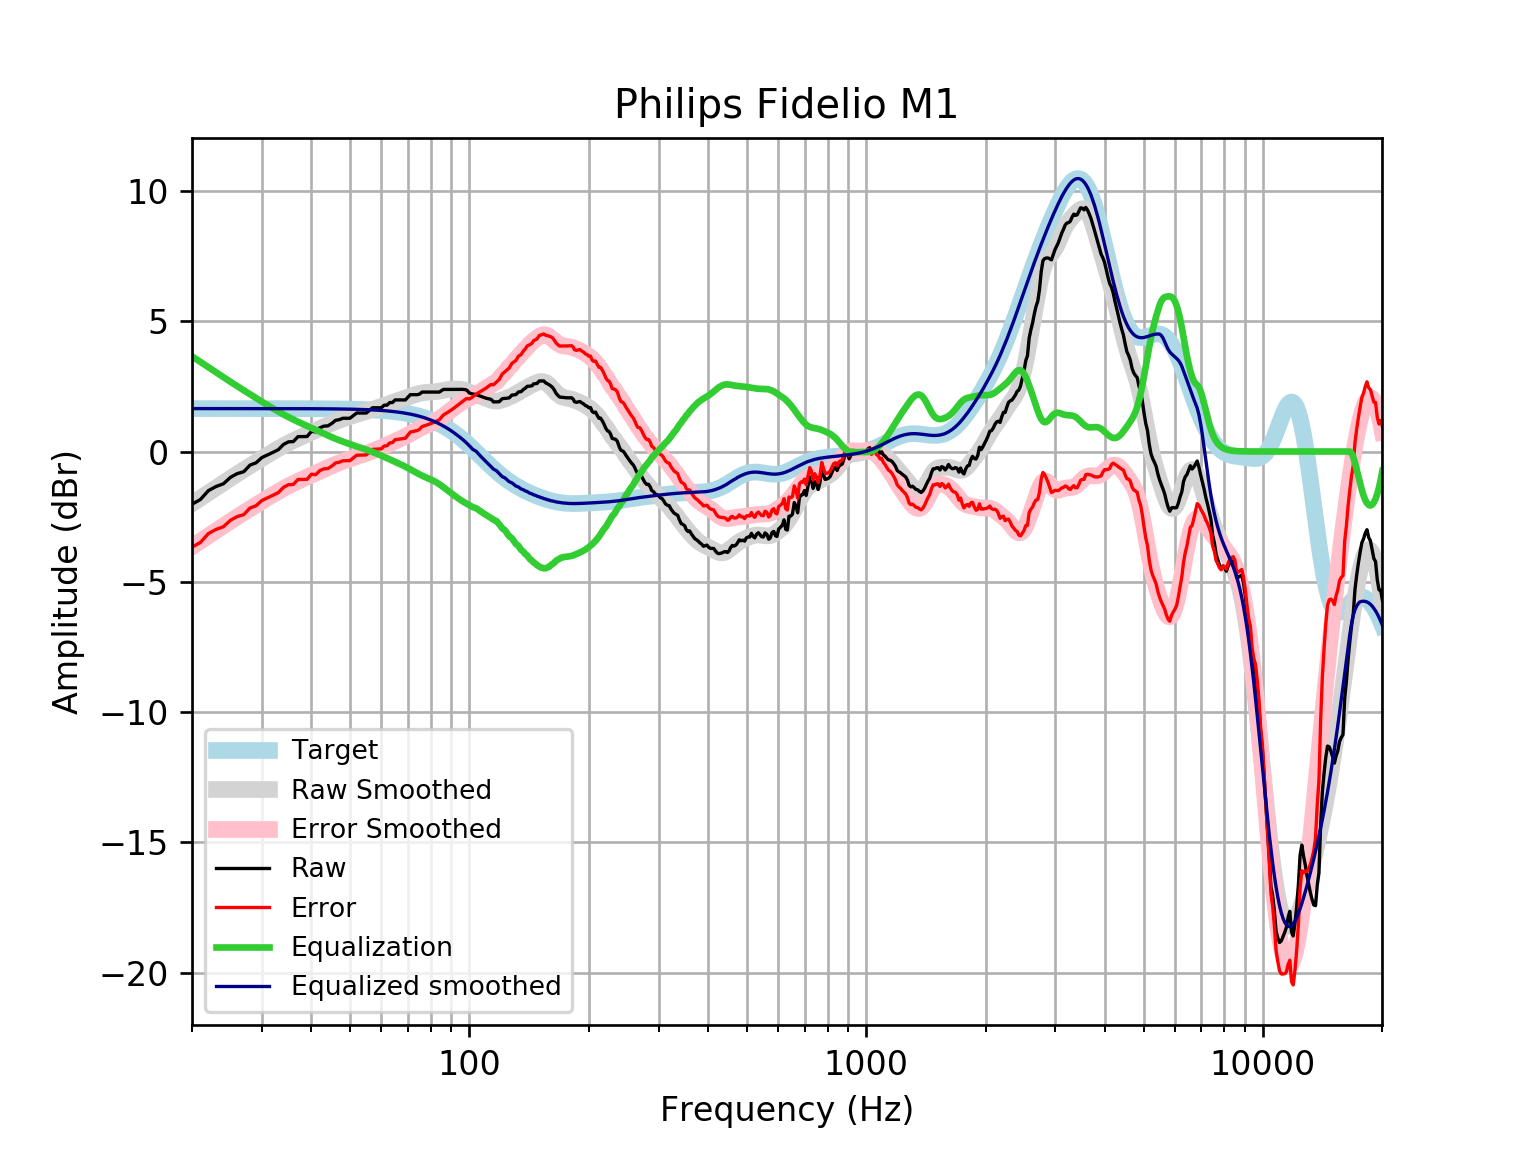 Philips Fidelio M1
Amplitude (dBr)
10
5
0
−5
−10
−15
−20
Target
Raw Smoothed
Error Smoothed
Raw
Error
Equalization
Equalized smoothed
100
1000
10000
Frequency (Hz)